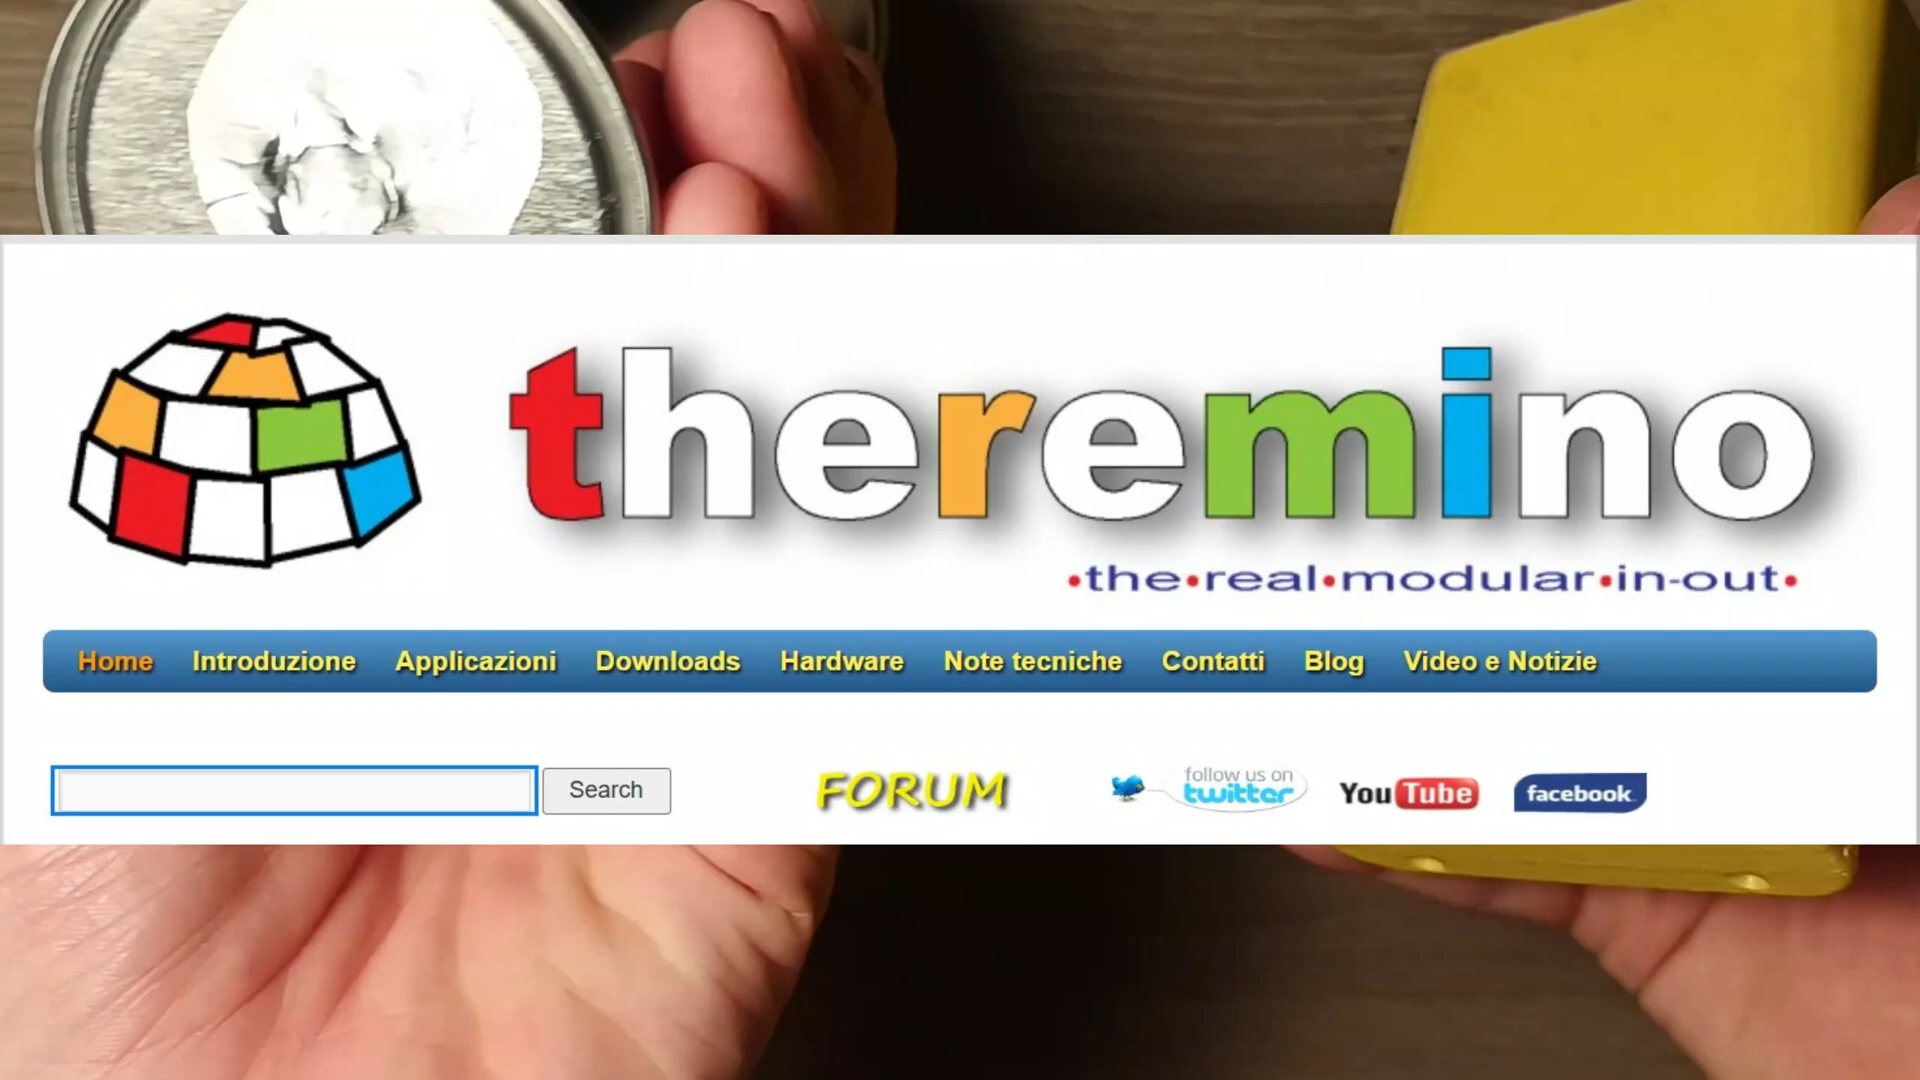 theremino
•the•real•modular•in-out•
Home Introduzione Applicazioni Downloads Hardware Note tecniche Contatti Blog Video e Notizie
Search FORUM follow us on twitter YouTube facebook